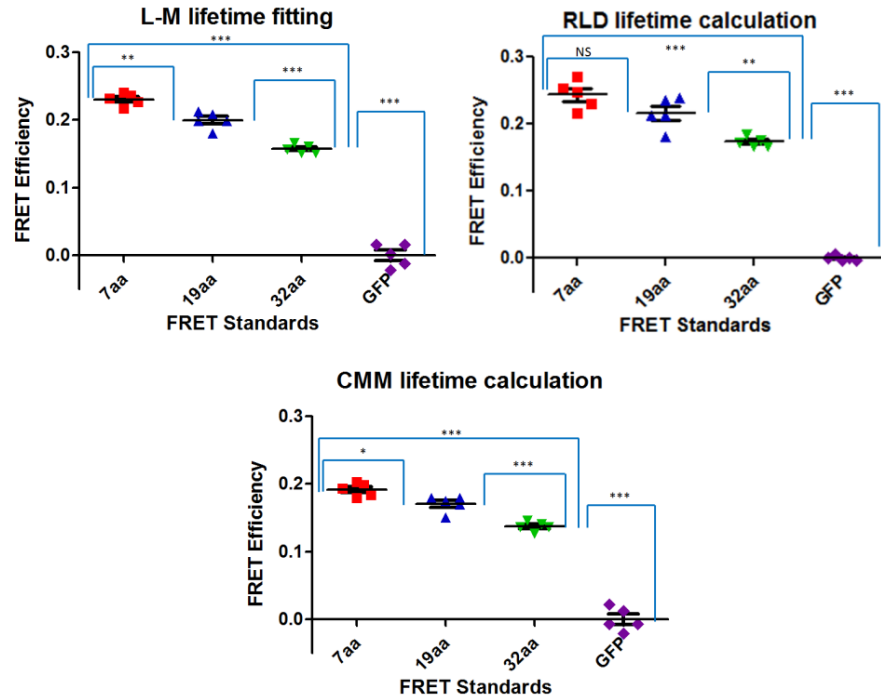 L-M lifetime fitting
***
**
***
***
0.3
0.2
0.1
0.0
FRET Efficiency
7aa
19aa
32aa
GFP
FRET Standards
RLD lifetime calculation
NS
***
**
***
0.3
0.2
0.1
0.0
FRET Efficiency
7aa
19aa
32aa
GFP
FRET Standards
CMM lifetime calculation
***
*
***
***
0.3
0.2
0.1
0.0
FRET Efficiency
7aa
19aa
32aa
GFP
FRET Standards